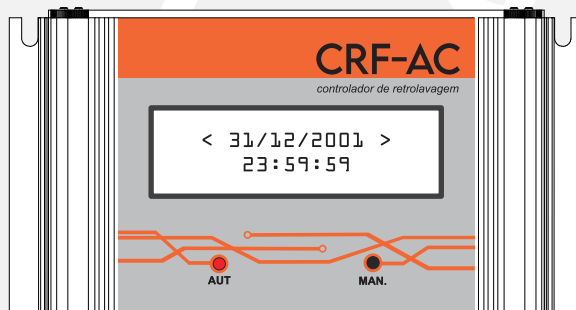 CRF-AC
controlador de retrolavagem
< 31/12/2001 >
23:59:59
AUT
MAN.